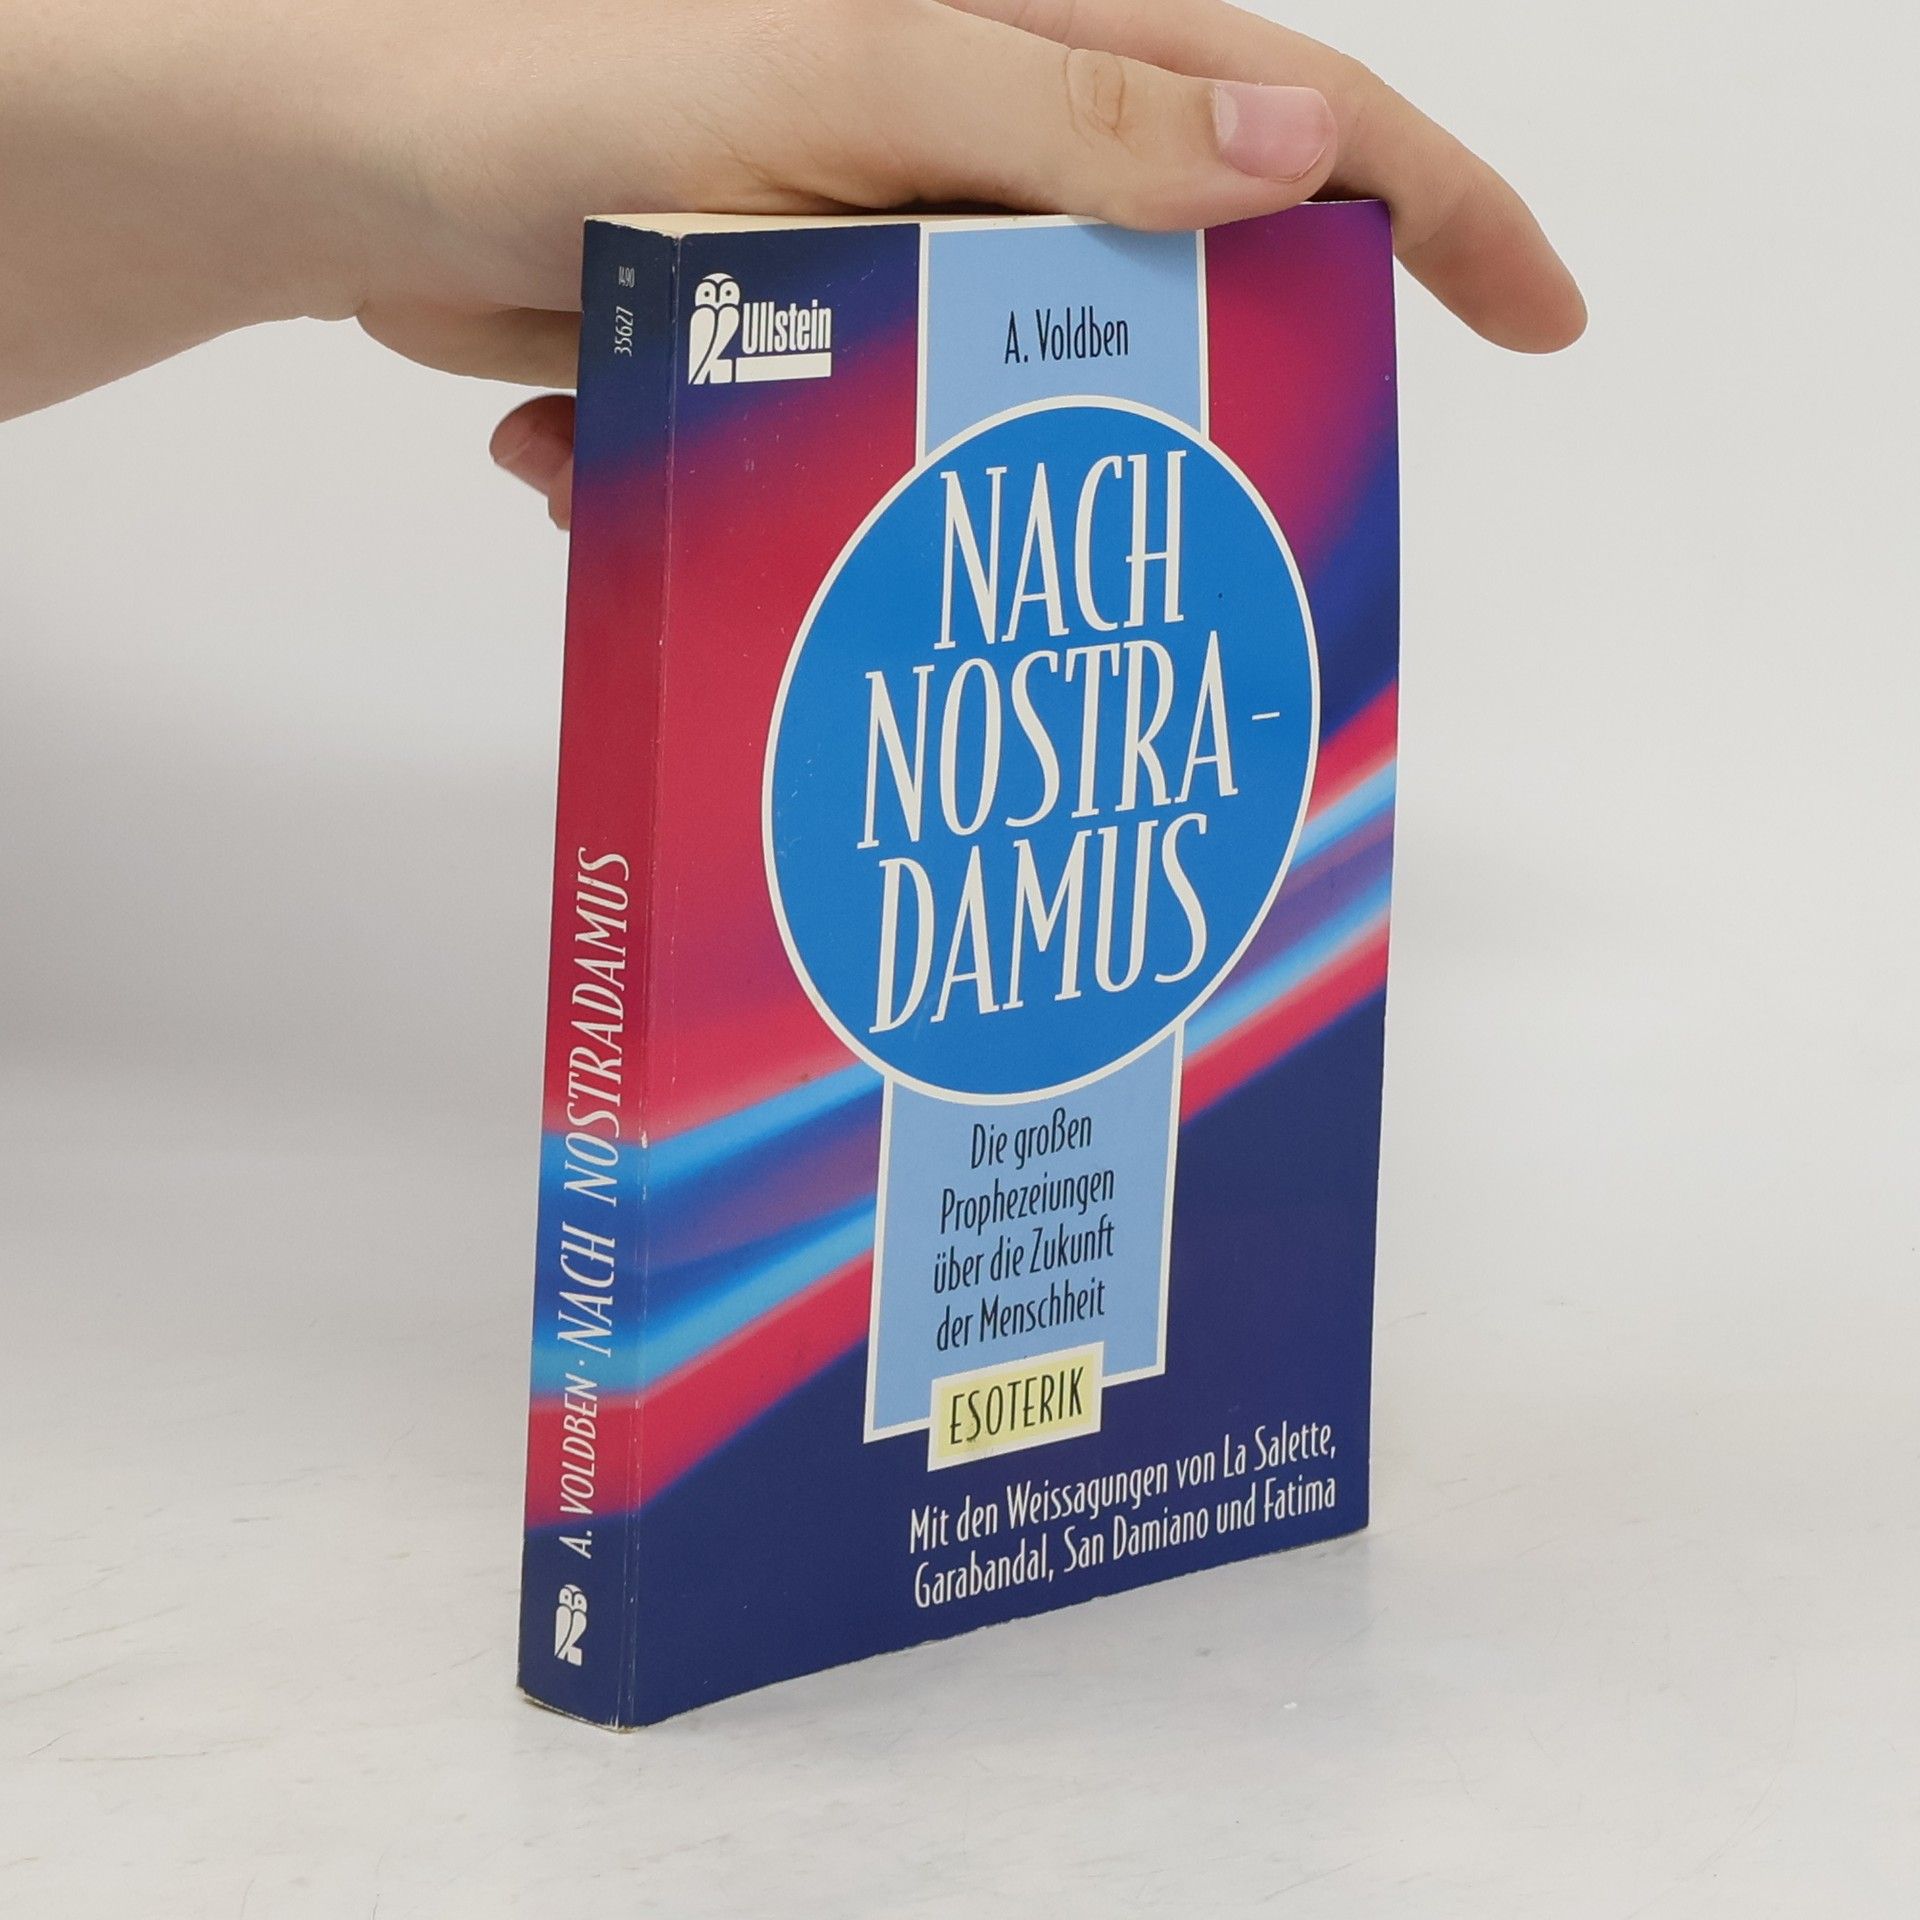 Ullstein
A. Voldben
NACH
NOSTRA-
DAMUS
Die großen
Prophezeiungen
über die Zukunft
der Menschheit
ESOTERIK
Mit den Weissagungen von La Salette,
Garabandal, San Damiano und Fatima
A. VOLDBEN · NACH NOSTRADAMUS
35627
1490